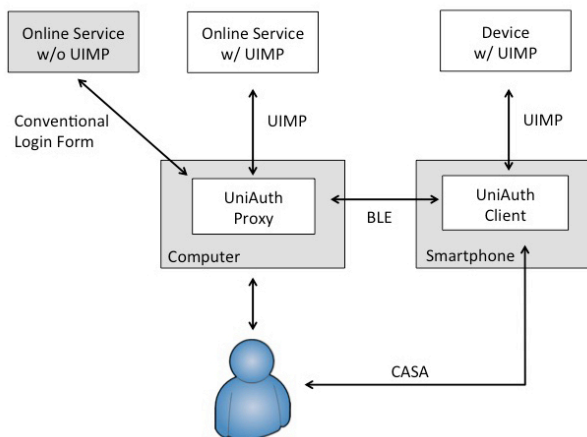 Online Service
w/o UIMP
Online Service
w/ UIMP
Device
w/ UIMP
Conventional
Login Form
UIMP
UIMP
UniAuth
Proxy
BLE
UniAuth
Client
Computer
Smartphone
CASA